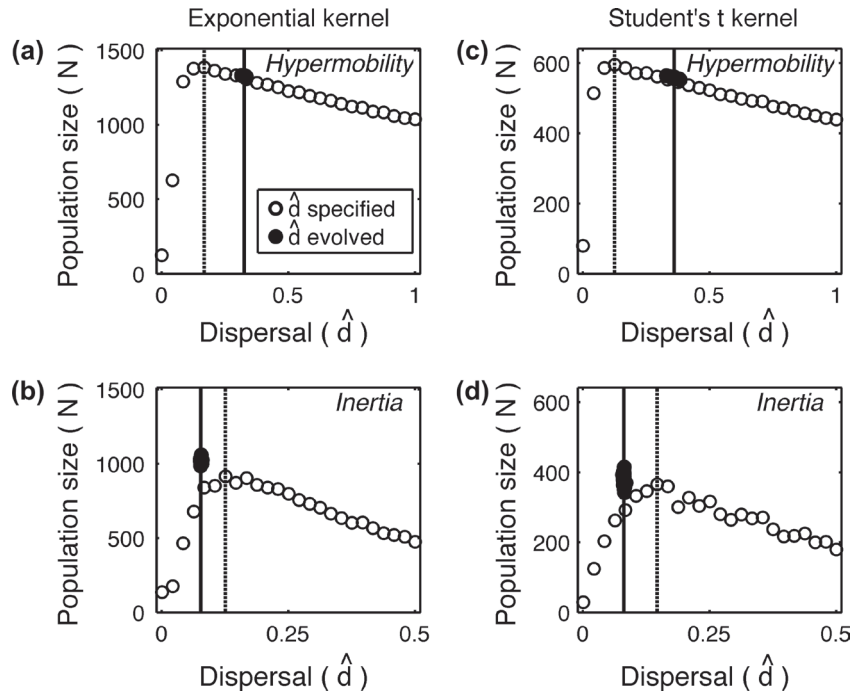 Exponential kernel
Student's t kernel
(a)
Population size ( N )
1500
1000
500
0
Hypermobility
d̂ specified
d̂ evolved
0
0.5
1
Dispersal ( d̂ )
(c)
Population size ( N )
600
400
200
0
Hypermobility
0
0.5
1
Dispersal ( d̂ )
(b)
Population size ( N )
1500
1000
500
0
Inertia
0
0.25
0.5
Dispersal ( d̂ )
(d)
Population size ( N )
600
400
200
0
Inertia
0
0.25
0.5
Dispersal ( d̂ )